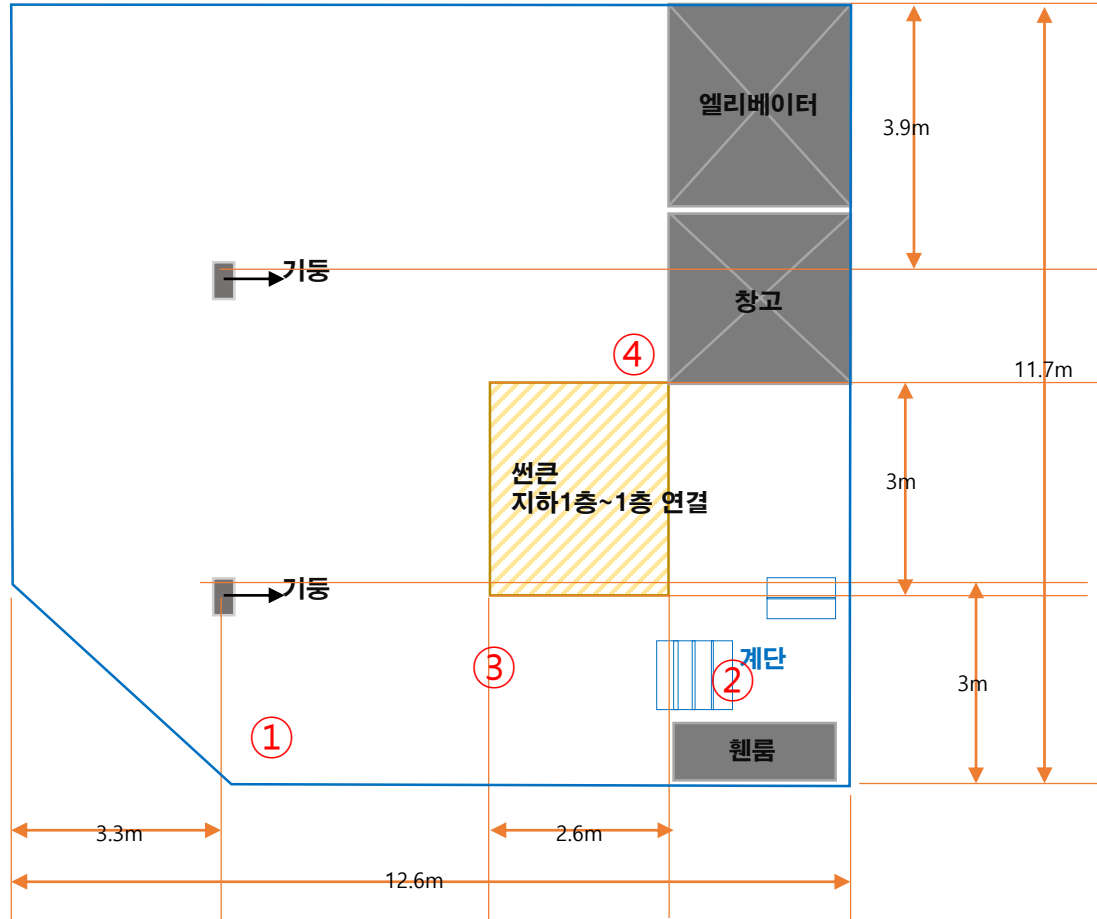 엘리베이터
3.9m
기둥
창고
④
11.7m
썬큰
지하1층~1층 연결
3m
기둥
계단
③
②
3m
①
휀룸
3.3m
2.6m
12.6m